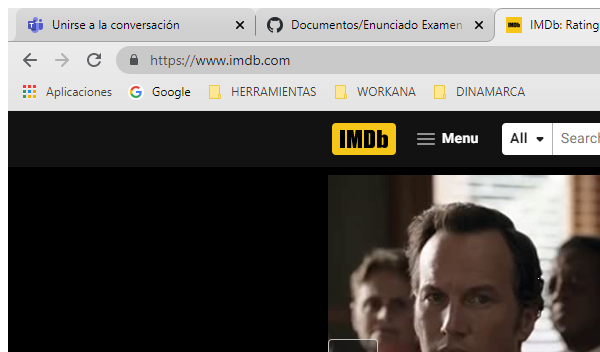 Unirse a la conversación
Documentos/Enunciado Examen
IMDb: Rating
https://www.imdb.com
Aplicaciones
Google
HERRAMIENTAS
WORKANA
DINAMARCA
IMDb
Menu
All
Search